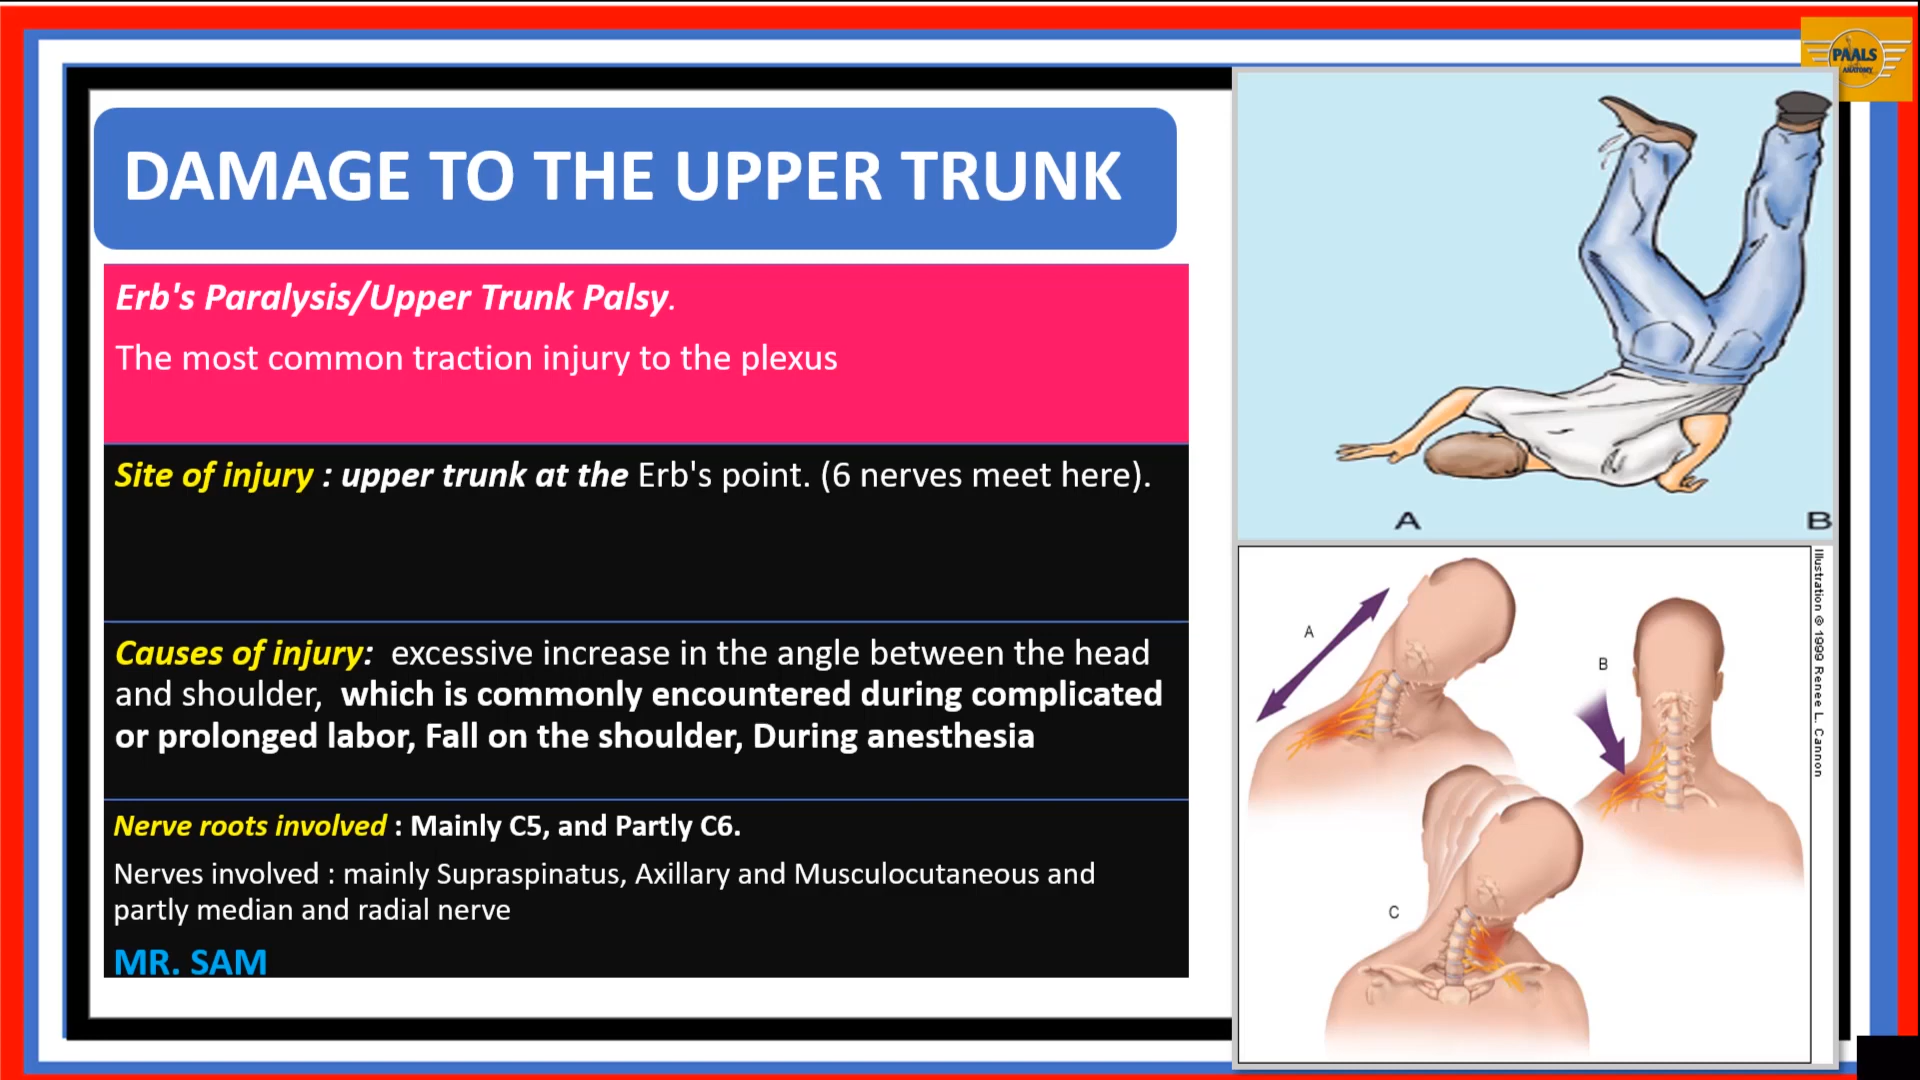 PAALS
ANATOMY
DAMAGE TO THE UPPER TRUNK
Erb's Paralysis/Upper Trunk Palsy.
The most common traction injury to the plexus
Site of injury : upper trunk at the Erb's point. (6 nerves meet here).
Causes of injury: excessive increase in the angle between the head
and shoulder, which is commonly encountered during complicated
or prolonged labor, Fall on the shoulder, During anesthesia
Nerve roots involved : Mainly C5, and Partly C6.
Nerves involved : mainly Supraspinatus, Axillary and Musculocutaneous and
partly median and radial nerve
MR. SAM
A
B
A
B
C
Illustration © 1999 Renee L. Cannon